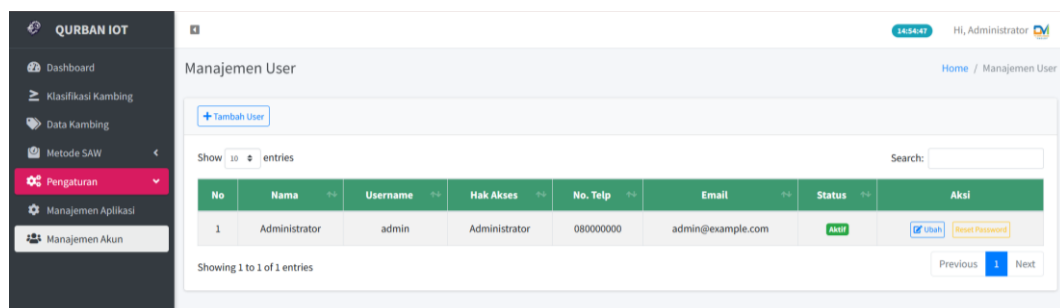 QURBAN IOT
14:54:47
Hi, Administrator
Dashboard
Klasifikasi Kambing
Data Kambing
Metode SAW
Pengaturan
Manajemen Aplikasi
Manajemen Akun
Manajemen User
Home / Manajemen User
+ Tambah User
Show 10 entries
Search:
No Nama Username Hak Akses No. Telp Email Status Aksi
1 Administrator admin Administrator 080000000 admin@example.com Aktif Ubah Reset Password
Showing 1 to 1 of 1 entries
Previous 1 Next